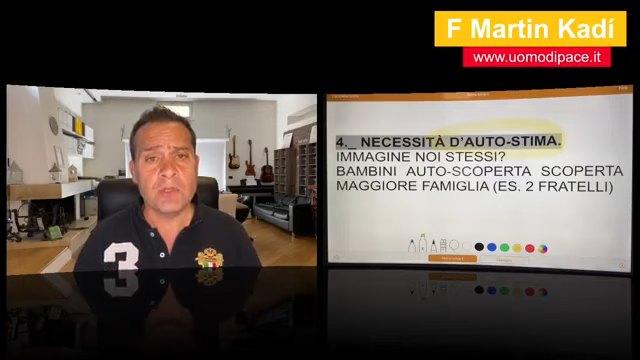 F Martin Kadí
www.uomodipace.it
4._ NECESSITÀ D'AUTO-STIMA.
IMMAGINE NOI STESSI?
BAMBINI AUTO-SCOPERTA SCOPERTA
MAGGIORE FAMIGLIA (ES. 2 FRATELLI)
3